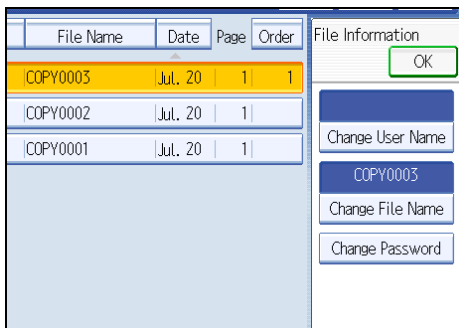 File Name Date Page Order
COPY0003 Jul. 20 1 1
COPY0002 Jul. 20 1
COPY0001 Jul. 20 1
File Information
OK
Change User Name
COPY0003
Change File Name
Change Password